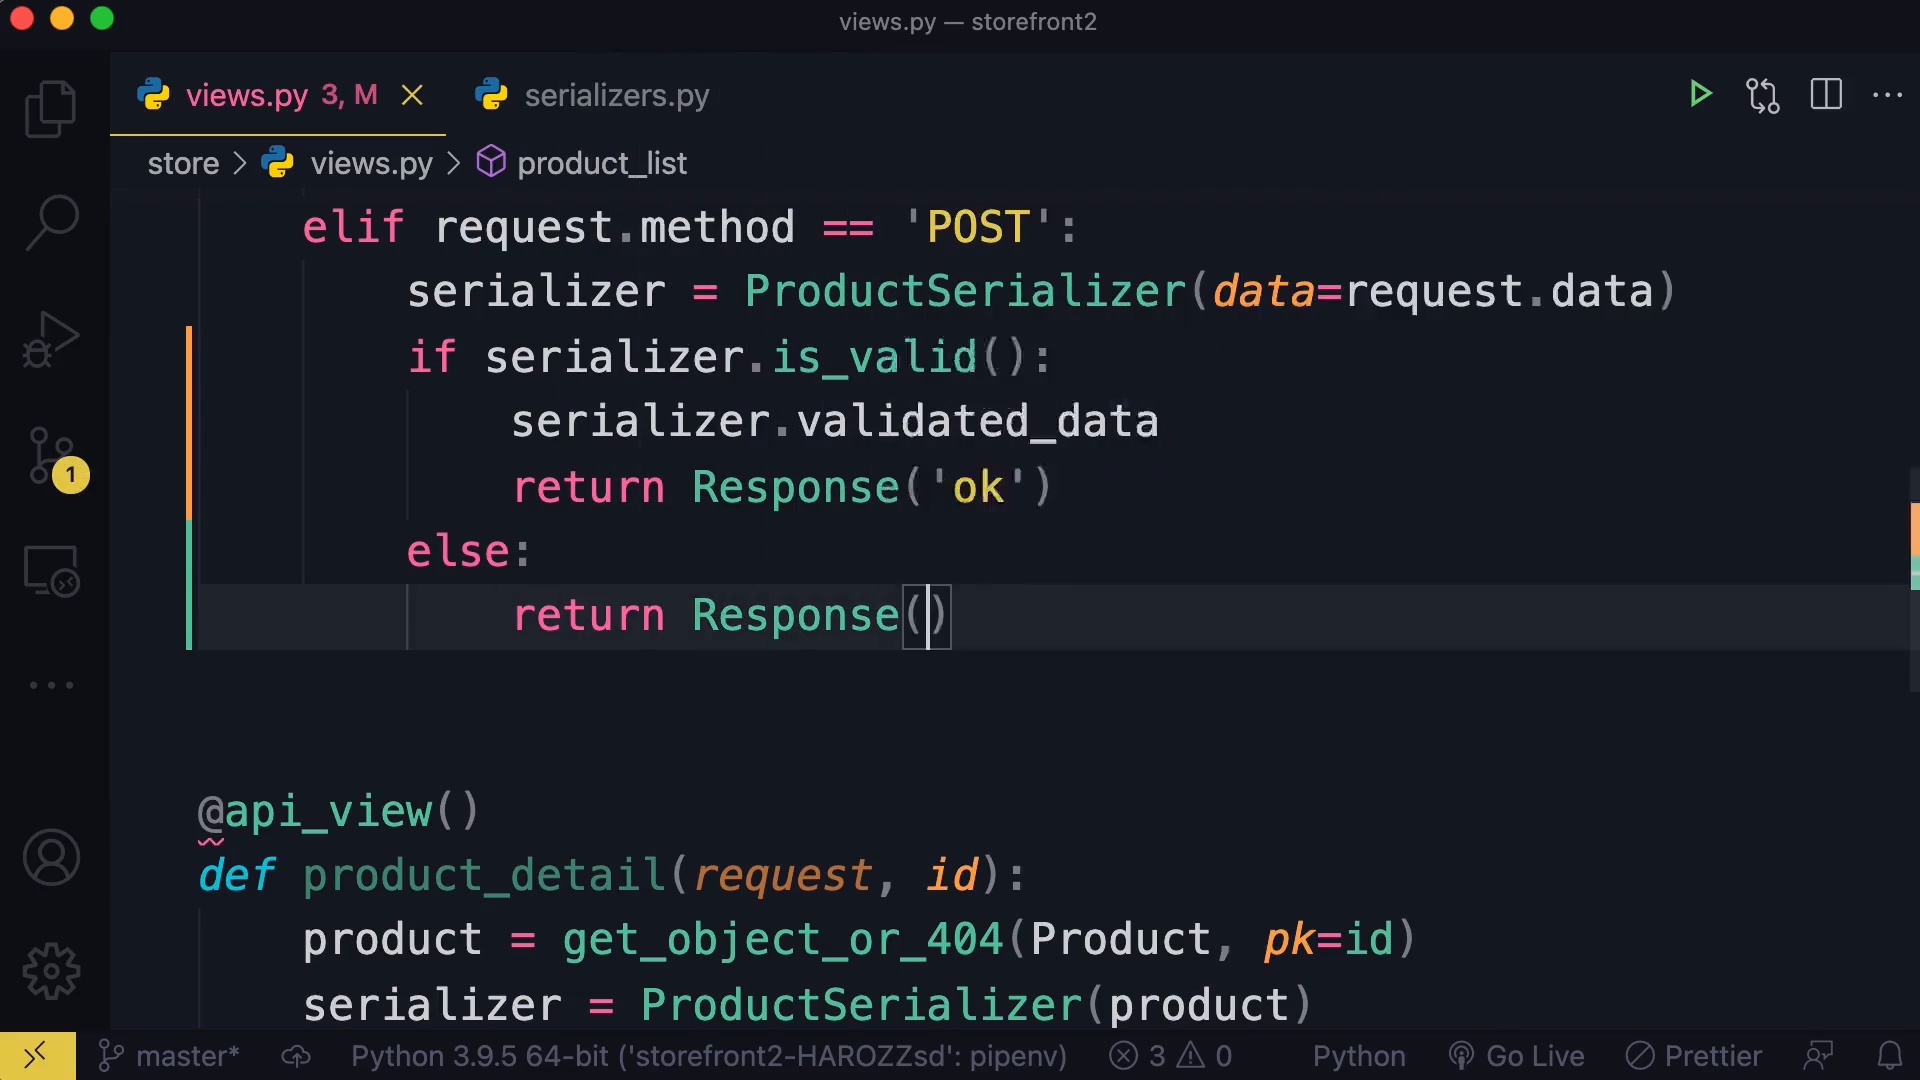 views.py — storefront2
views.py 3, M
serializers.py
store > views.py > product_list
elif request.method == 'POST':
serializer = ProductSerializer(data=request.data)
if serializer.is_valid():
serializer.validated_data
return Response('ok')
else:
return Response()
1
@api_view()
def product_detail(request, id):
product = get_object_or_404(Product, pk=id)
serializer = ProductSerializer(product)
master* Python 3.9.5 64-bit ('storefront2-HAROZZsd': pipenv) 3 0 Python Go Live Prettier